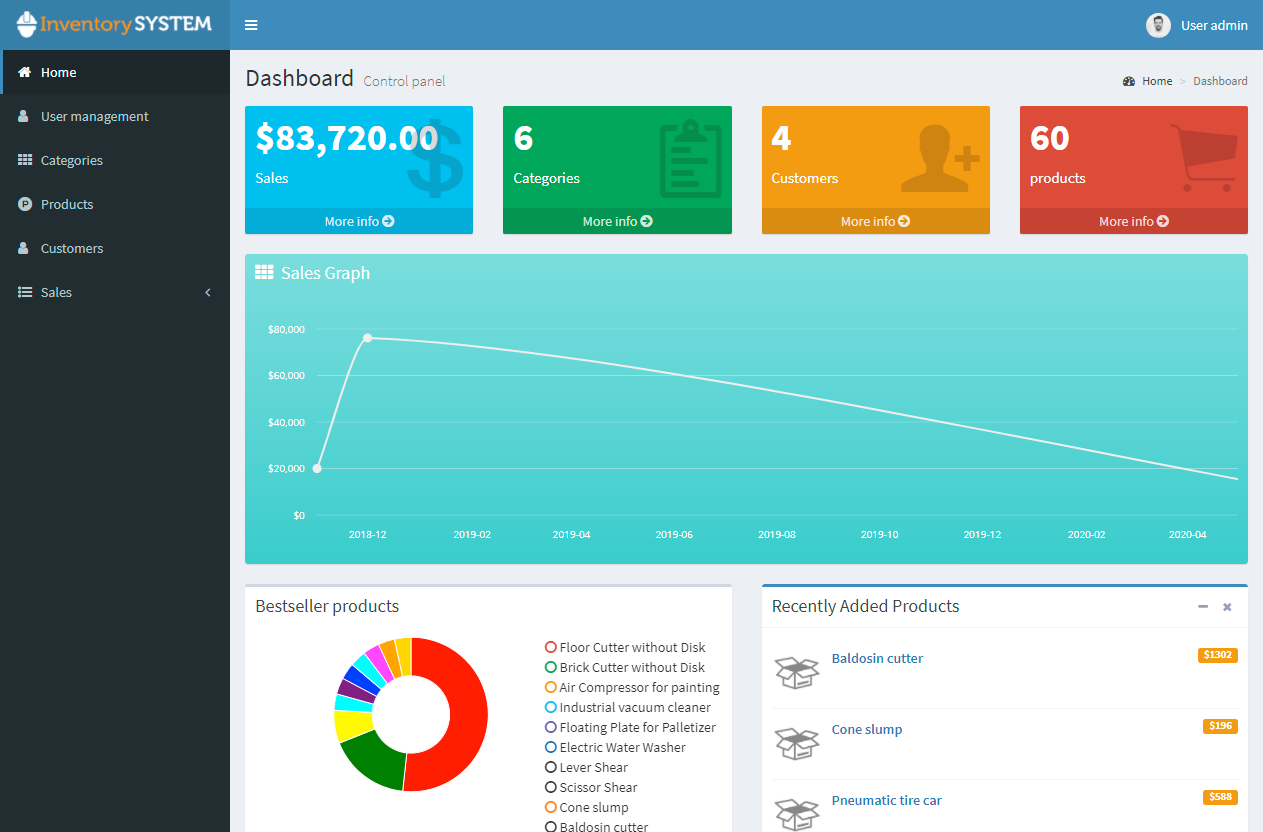 InventorySYSTEM
User admin
Home
User management
Categories
P Products
Customers
Sales
Dashboard Control panel
Home > Dashboard
$83,720.00
Sales
More info
6
Categories
More info
4
Customers
More info
60
products
More info
Sales Graph
$80,000
$60,000
$40,000
$20,000
$0
2018-12 2019-02 2019-04 2019-06 2019-08 2019-10 2019-12 2020-02 2020-04
Bestseller products
Floor Cutter without Disk
Brick Cutter without Disk
Air Compressor for painting
Industrial vacuum cleaner
Floating Plate for Palletizer
Electric Water Washer
Lever Shear
Scissor Shear
Cone slump
Baldosin cutter
Recently Added Products
Baldosin cutter $1302
Cone slump $196
Pneumatic tire car $588